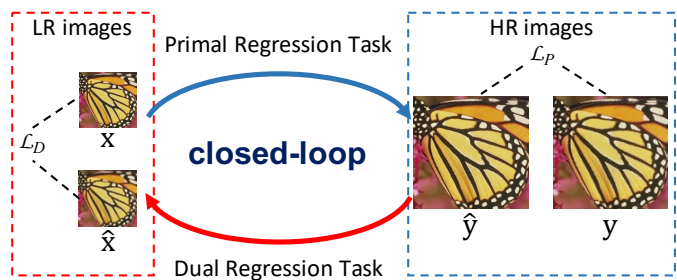 LR images
Primal Regression Task
HR images
ℒ_P
x
ℒ_D
closed-loop
x̂
ŷ
y
Dual Regression Task